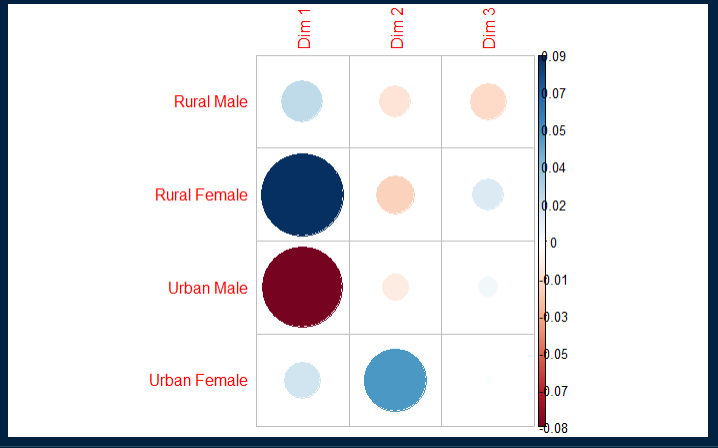 Dim 1
Dim 2
Dim 3
Rural Male
Rural Female
Urban Male
Urban Female
0.09
0.07
0.05
0.04
0.02
0
-0.01
-0.03
-0.05
-0.07
-0.08